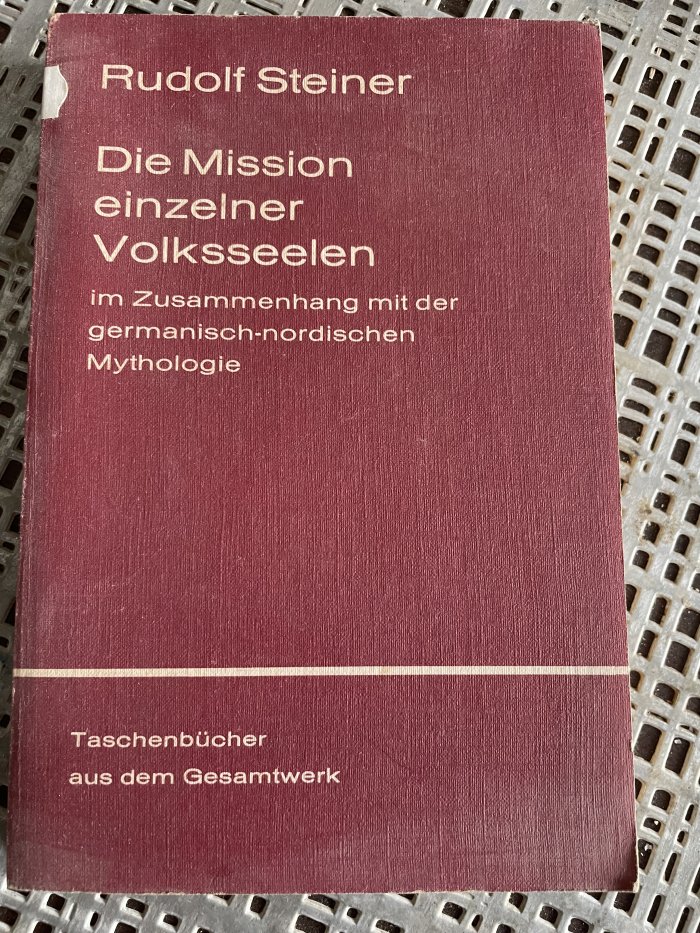 Rudolf Steiner
Die Mission
einzelner
Volksseelen
im Zusammenhang mit der
germanisch-nordischen
Mythologie
Taschenbücher
aus dem Gesamtwerk